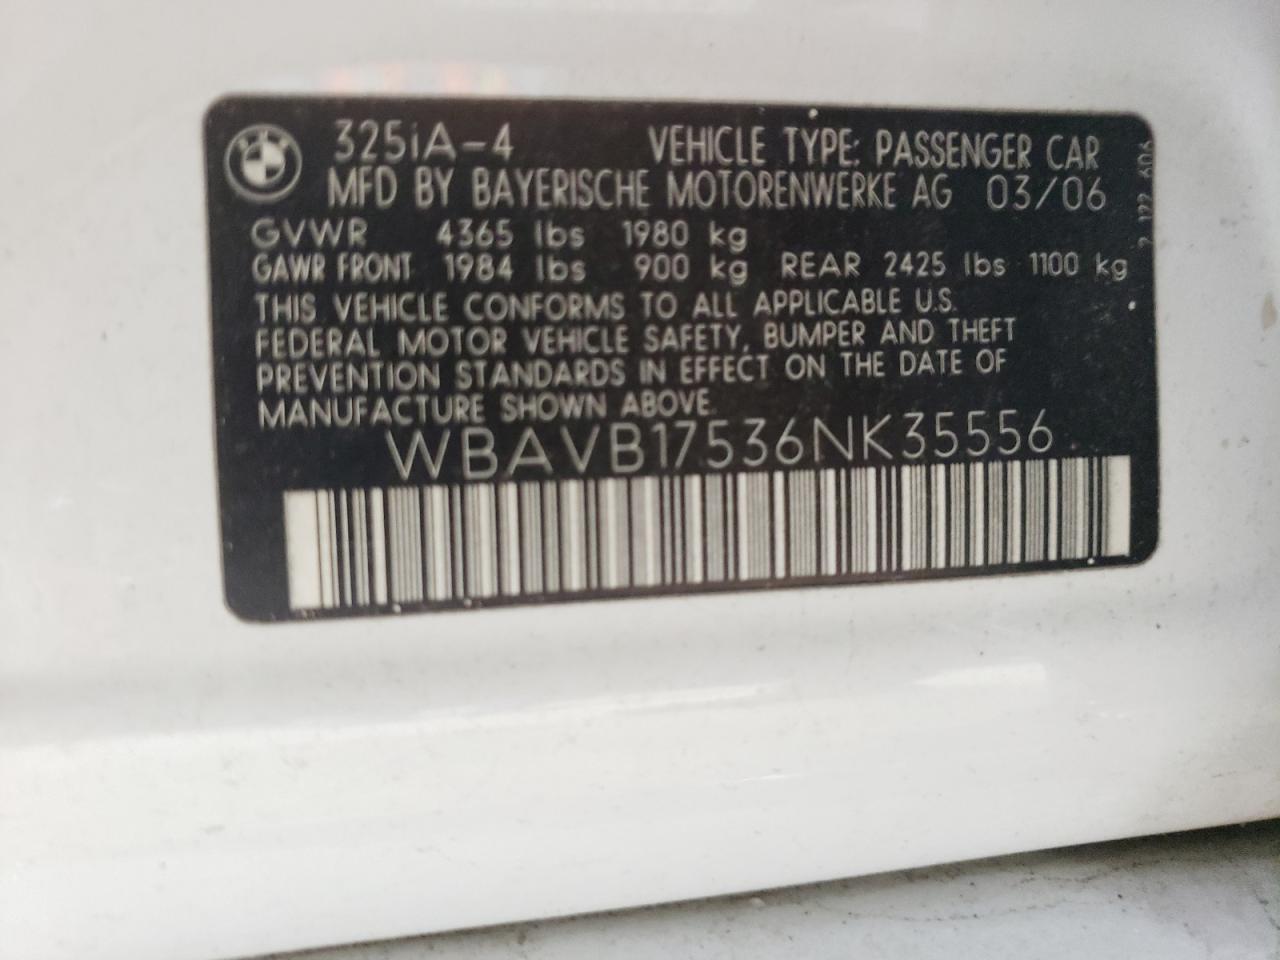 325iA-4 VEHICLE TYPE: PASSENGER CAR
MFD BY BAYERISCHE MOTORENWERKE AG 03/06
GVWR 4365 lbs 1980 kg
GAWR FRONT 1984 lbs 900 kg REAR 2425 lbs 1100 kg
THIS VEHICLE CONFORMS TO ALL APPLICABLE U.S.
FEDERAL MOTOR VEHICLE SAFETY, BUMPER AND THEFT
PREVENTION STANDARDS IN EFFECT ON THE DATE OF
MANUFACTURE SHOWN ABOVE.
WBAVB17536NK35556